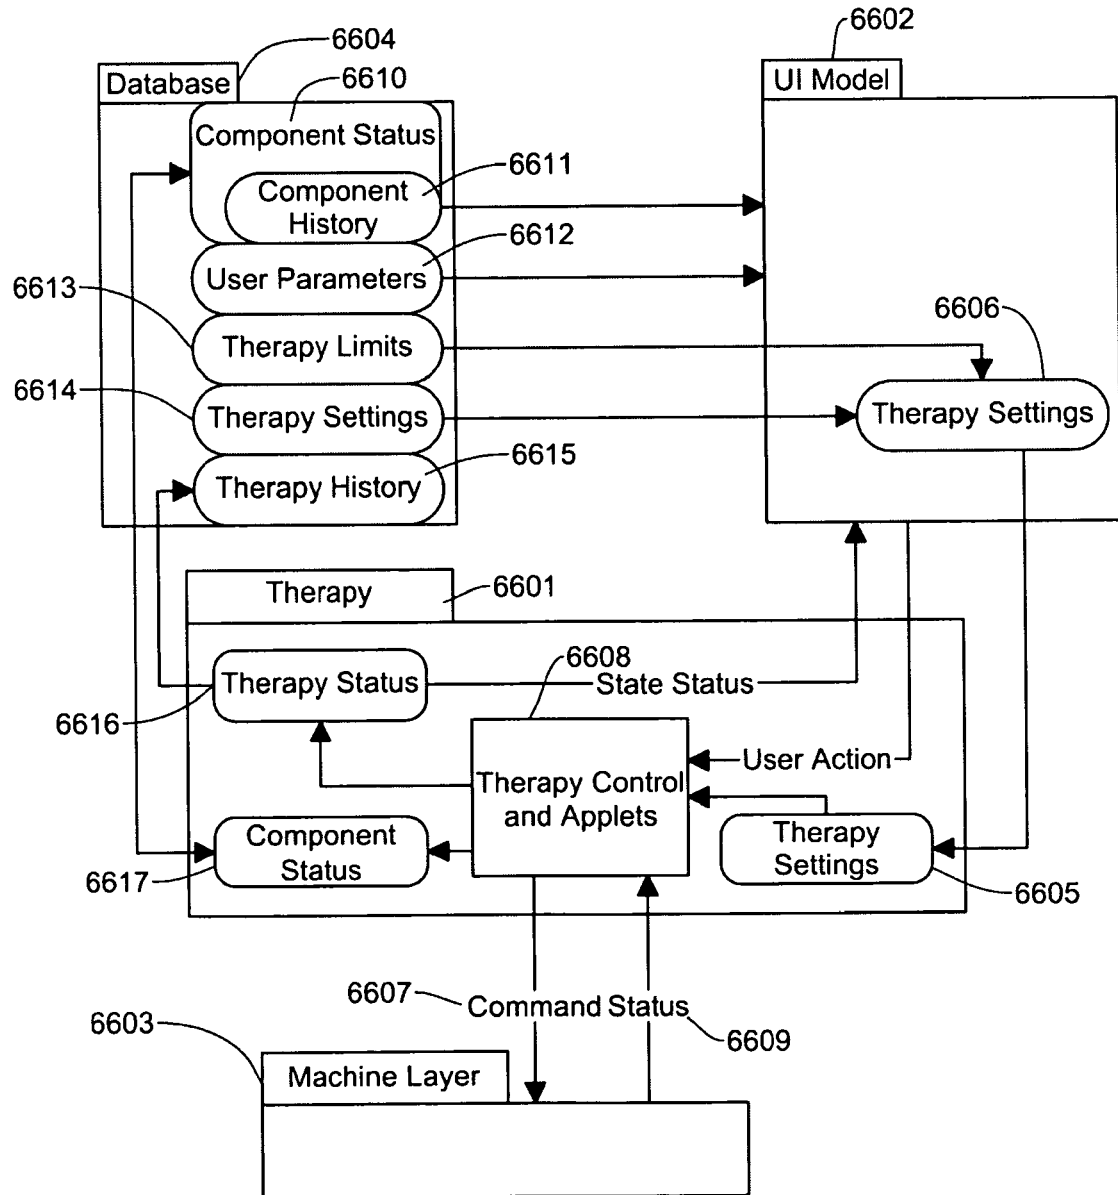 6602
6604
Database
6610
UI Model
Component Status
6611
Component
History
6612
User Parameters
6613
6606
Therapy Limits
6614
Therapy Settings
Therapy Settings
6615
Therapy History
Therapy
6601
6608
Therapy Status
State Status
6616
User Action
Therapy Control
and Applets
Component
Status
Therapy
Settings
6617
6605
6607
Command Status
6603
6609
Machine Layer